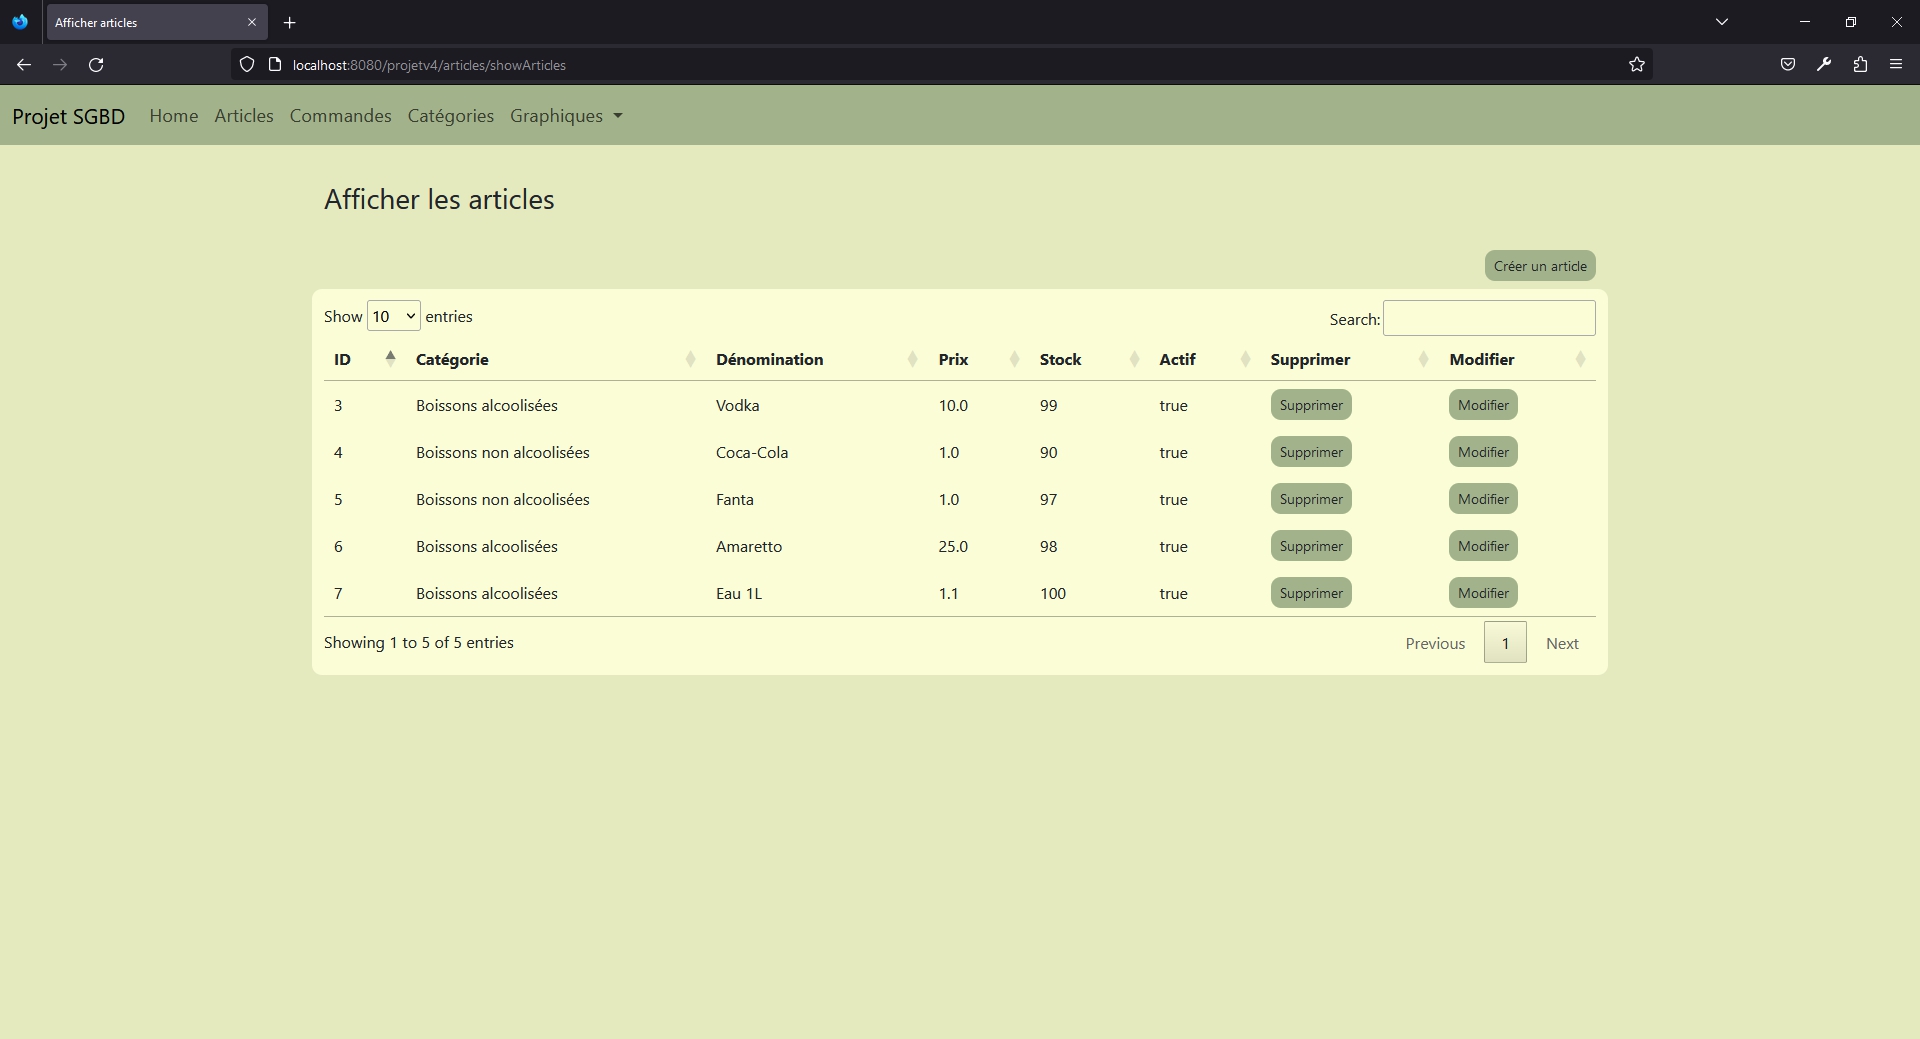 Afficher articles
localhost:8080/projetv4/articles/showArticles
Projet SGBD Home Articles Commandes Catégories Graphiques
Afficher les articles
Créer un article
Show 10 entries Search:
ID Catégorie Dénomination Prix Stock Actif Supprimer Modifier
3 Boissons alcoolisées Vodka 10.0 99 true Supprimer Modifier
4 Boissons non alcoolisées Coca-Cola 1.0 90 true Supprimer Modifier
5 Boissons non alcoolisées Fanta 1.0 97 true Supprimer Modifier
6 Boissons alcoolisées Amaretto 25.0 98 true Supprimer Modifier
7 Boissons alcoolisées Eau 1L 1.1 100 true Supprimer Modifier
Showing 1 to 5 of 5 entries Previous 1 Next